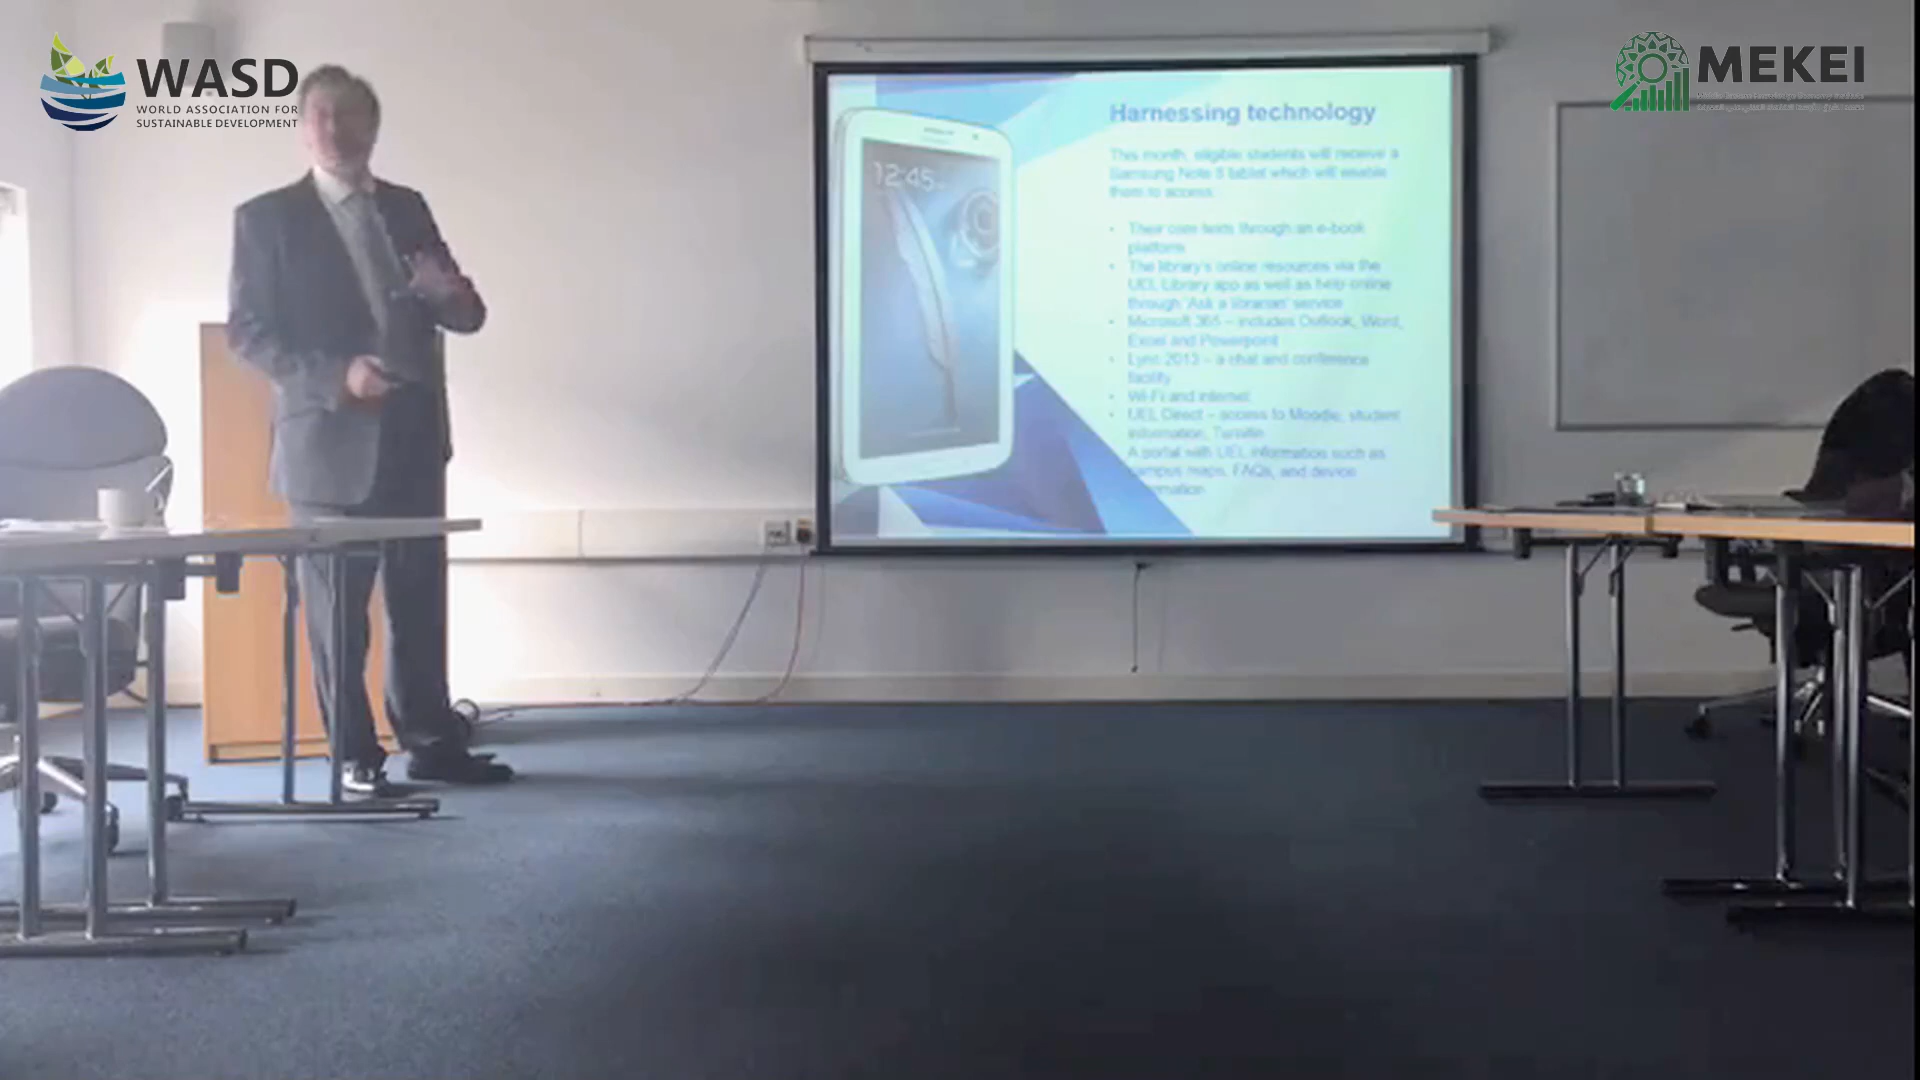 WASD
WORLD ASSOCIATION FOR
SUSTAINABLE DEVELOPMENT
MEKEI
12:45
Harnessing technology
This month, eligible students will receive a
Samsung Note 8 tablet which will enable
them to access:
• Their core texts through an e-book
platform
• The library's online resources via the
UEL Library app as well as help online
through 'Ask a librarian' service
• Microsoft 365 – includes Outlook, Word,
Excel and Powerpoint
• Lync 2013 – a chat and conference
facility
• Wi-Fi and internet
• UEL Direct – access to Moodle, student
information, Turnitin
A portal with UEL information such as
campus maps, FAQs, and device
information